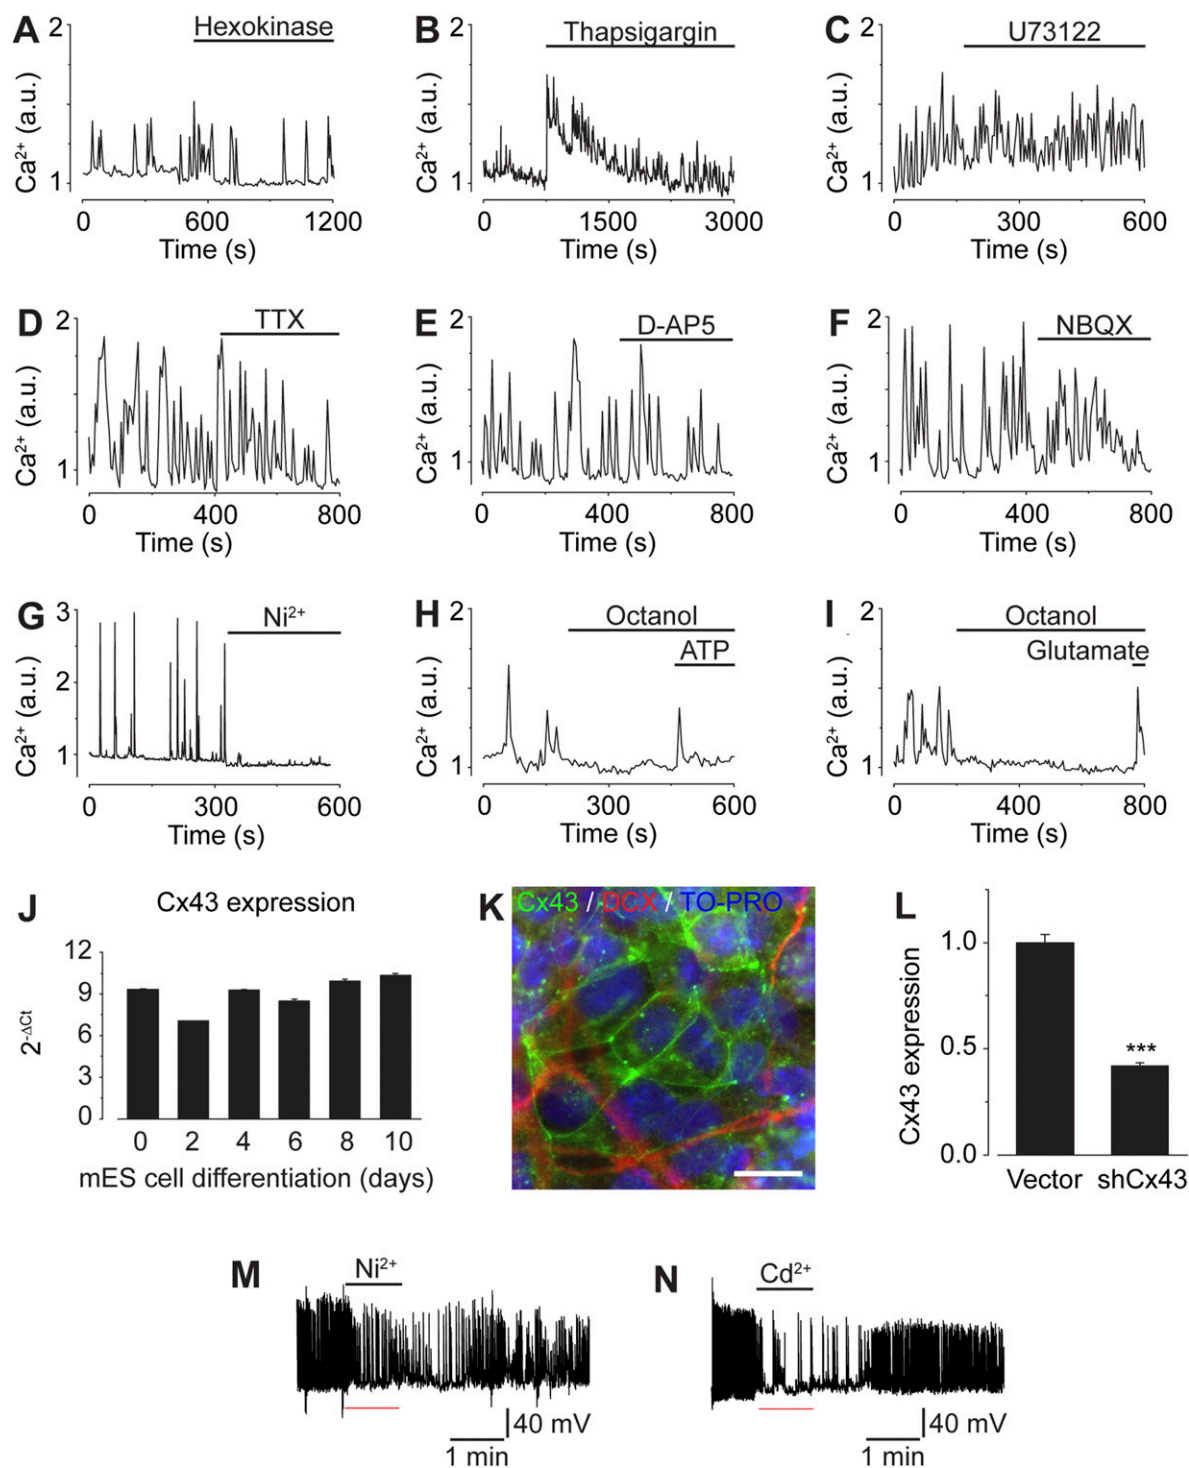 A
Hexokinase
Ca²⁺ (a.u.)
2
1
0 600 1200
Time (s)
B
Thapsigargin
Ca²⁺ (a.u.)
2
1
0 1500 3000
Time (s)
C
U73122
Ca²⁺ (a.u.)
2
1
0 300 600
Time (s)
D
TTX
Ca²⁺ (a.u.)
2
1
0 400 800
Time (s)
E
D-AP5
Ca²⁺ (a.u.)
2
1
0 400 800
Time (s)
F
NBQX
Ca²⁺ (a.u.)
2
1
0 400 800
Time (s)
G
Ni²⁺
Ca²⁺ (a.u.)
3
2
1
0 300 600
Time (s)
H
Octanol
ATP
Ca²⁺ (a.u.)
2
1
0 300 600
Time (s)
I
Octanol
Glutamate
Ca²⁺ (a.u.)
2
1
0 400 800
Time (s)
J
Cx43 expression
2^-ΔCt
12
9
6
3
0
0 2 4 6 8 10
mES cell differentiation (days)
K
Cx43 / DCX / TO-PRO
L
Cx43 expression
1.0
0.5
0.0
***
Vector shCx43
M
Ni²⁺
40 mV
1 min
N
Cd²⁺
40 mV
1 min